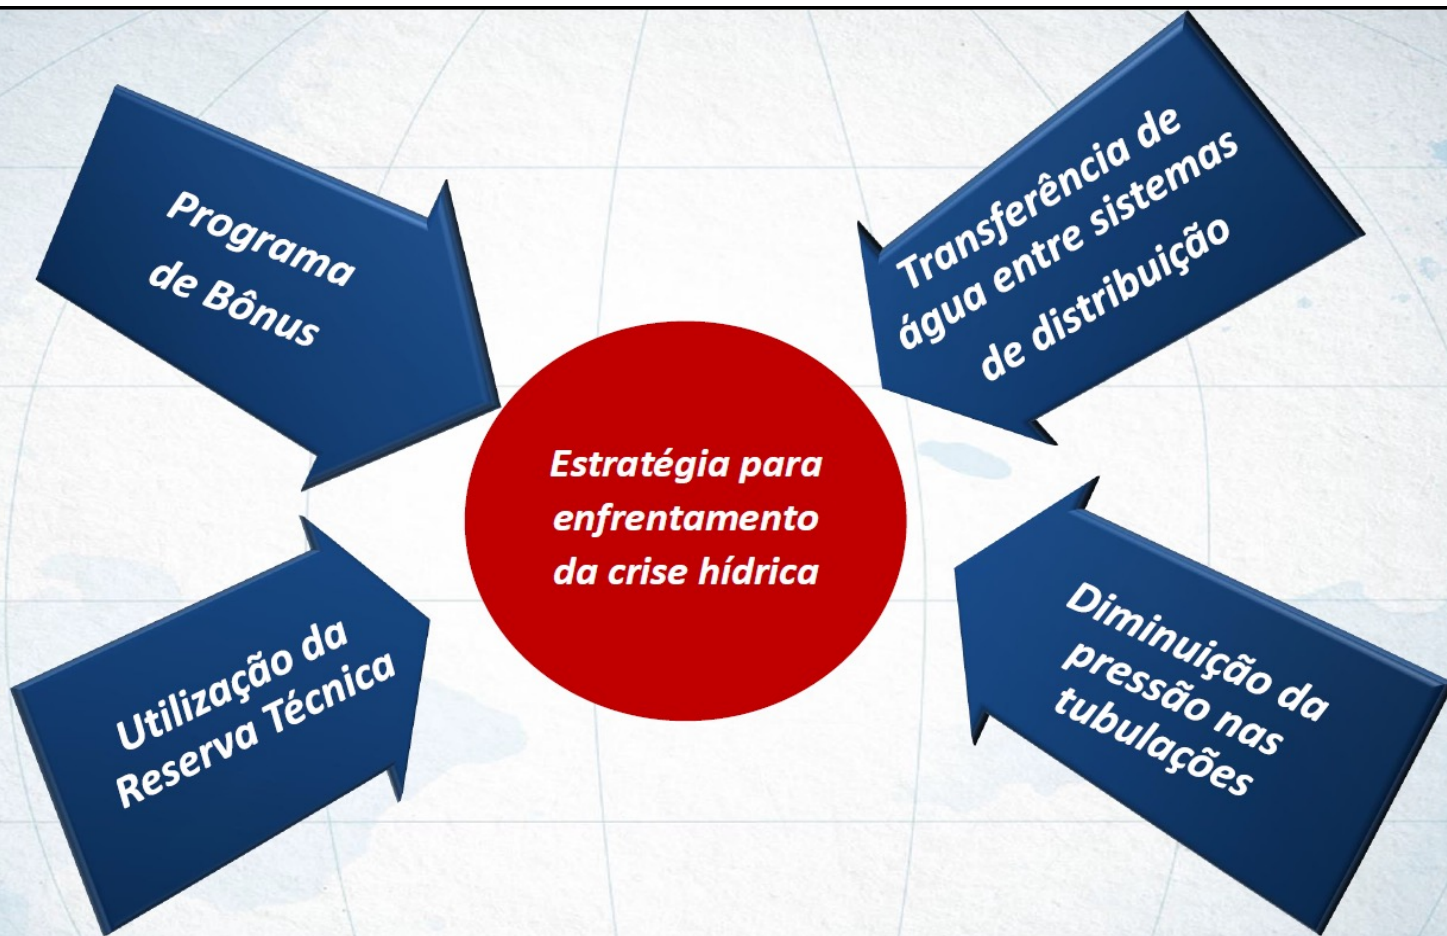 Programa
de Bônus
Transferência de
água entre sistemas
de distribuição
Estratégia para
enfrentamento
da crise hídrica
Utilização da
Reserva Técnica
Diminuição da
pressão nas
tubulações